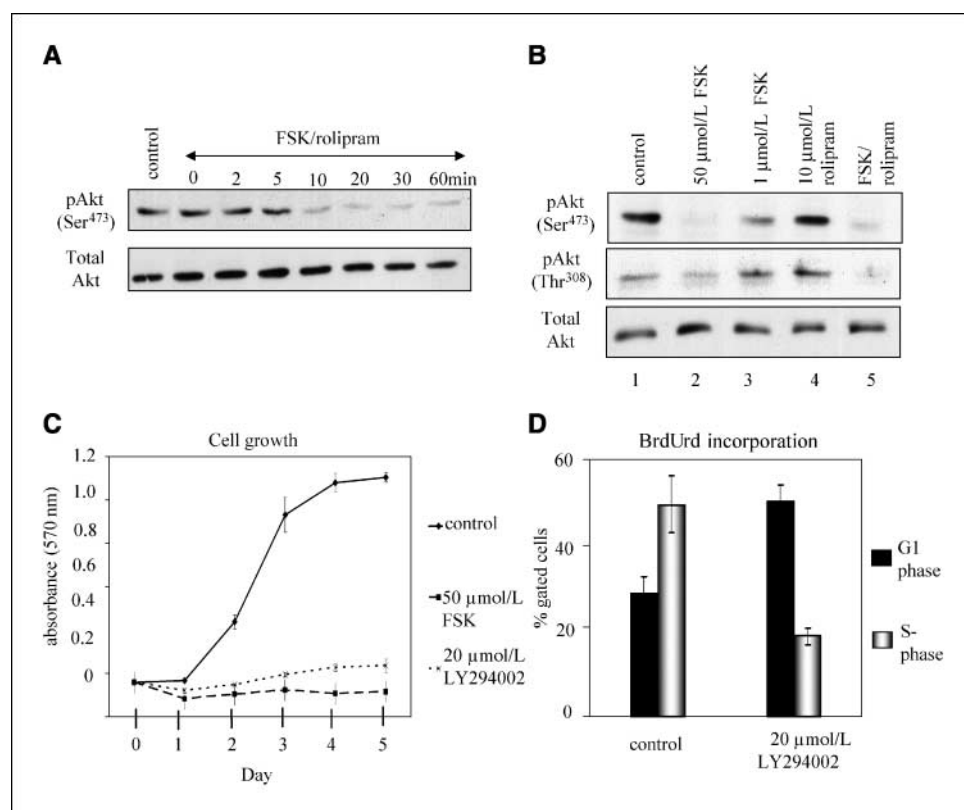 A
control
FSK/rolipram
0 2 5 10 20 30 60min
pAkt
(Ser473)
Total
Akt
B
control
50 µmol/L FSK
1 µmol/L FSK
10 µmol/L
rolipram
FSK/
rolipram
pAkt
(Ser473)
pAkt
(Thr308)
Total
Akt
1 2 3 4 5
C
Cell growth
absorbance (570 nm)
1.2
1.0
0.8
0.6
0.4
0.2
0
0 1 2 3 4 5
Day
control
50 µmol/L
FSK
20 µmol/L
LY294002
D
BrdUrd incorporation
% gated cells
60
40
20
0
control
20 µmol/L
LY294002
G1
phase
S-
phase